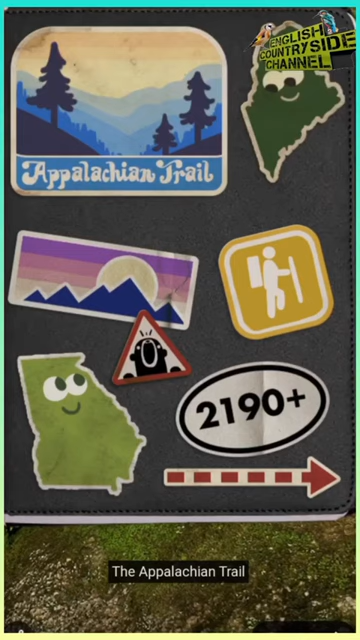 ENGLISH
COUNTRYSIDE
CHANNEL
Appalachian Trail
2190+
The Appalachian Trail